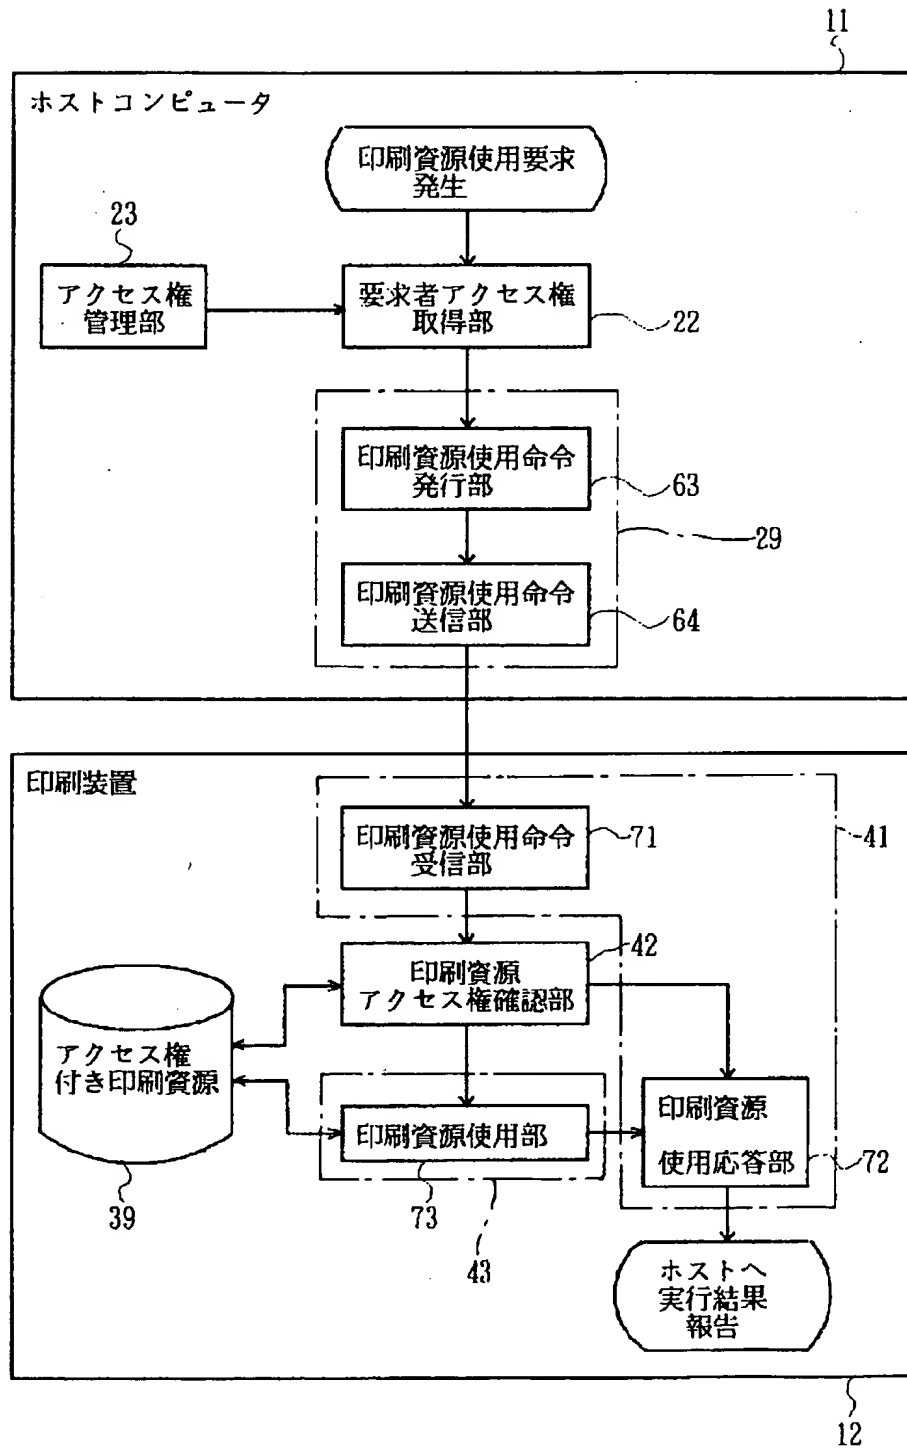 11
ホストコンピュータ
印刷資源使用要求
発生
23
アクセス権
管理部
要求者アクセス権
取得部
22
印刷資源使用命令
発行部
63
29
印刷資源使用命令
送信部
64
印刷装置
印刷資源使用命令
受信部
71
41
42
印刷資源
アクセス権確認部
アクセス権
付き印刷資源
印刷資源使用部
印刷資源
使用応答部
72
39
73
43
ホストへ
実行結果
報告
12